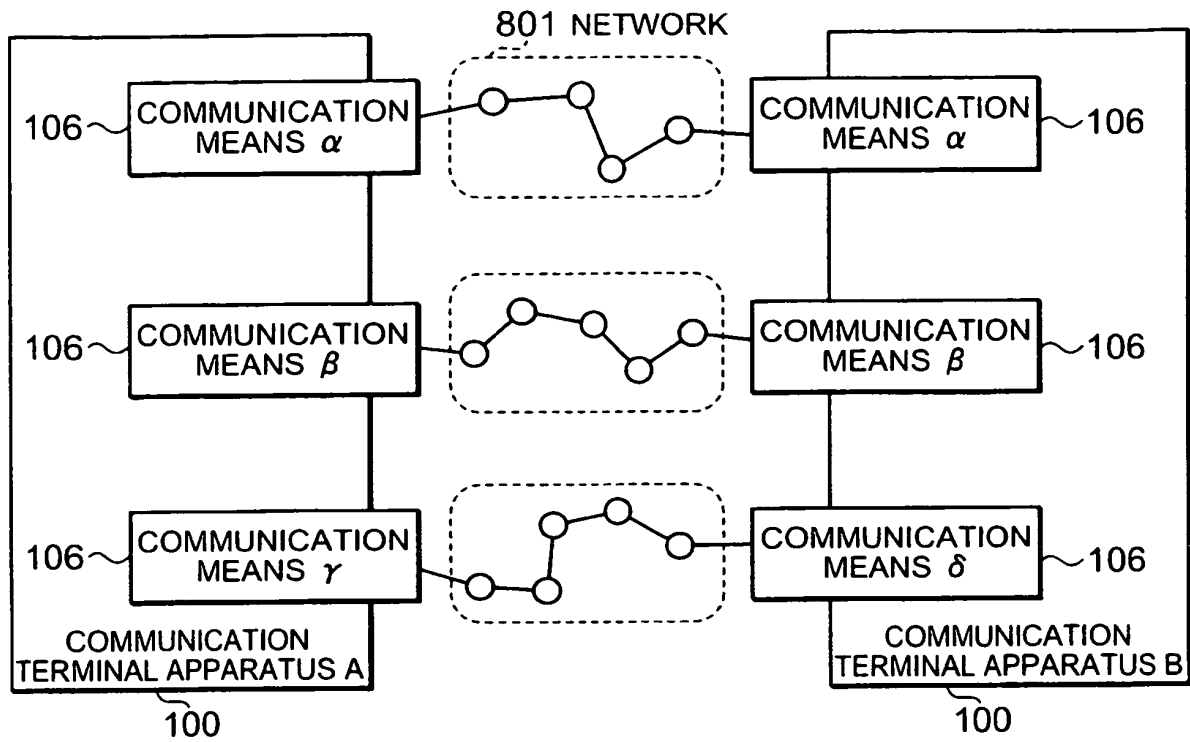 801 NETWORK
COMMUNICATION
MEANS α
106
COMMUNICATION
MEANS α
106
COMMUNICATION
MEANS β
106
COMMUNICATION
MEANS β
106
COMMUNICATION
MEANS γ
106
COMMUNICATION
MEANS δ
106
COMMUNICATION
TERMINAL APPARATUS A
COMMUNICATION
TERMINAL APPARATUS B
100
100